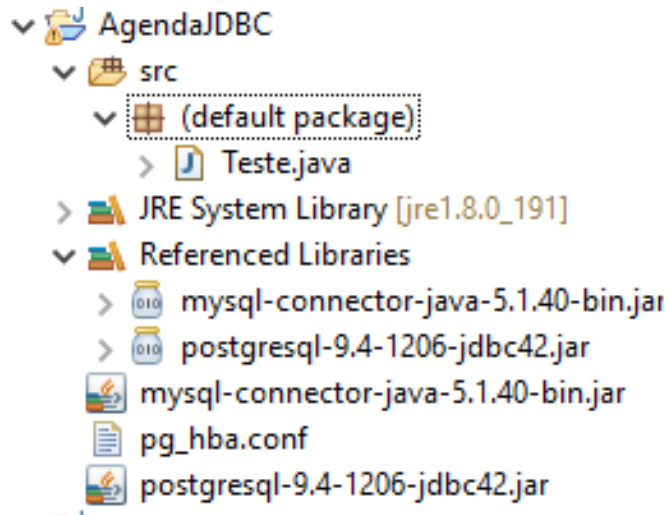 AgendaJDBC
src
(default package)
Teste.java
JRE System Library [jre1.8.0_191]
Referenced Libraries
mysql-connector-java-5.1.40-bin.jar
postgresql-9.4-1206-jdbc42.jar
mysql-connector-java-5.1.40-bin.jar
pg_hba.conf
postgresql-9.4-1206-jdbc42.jar